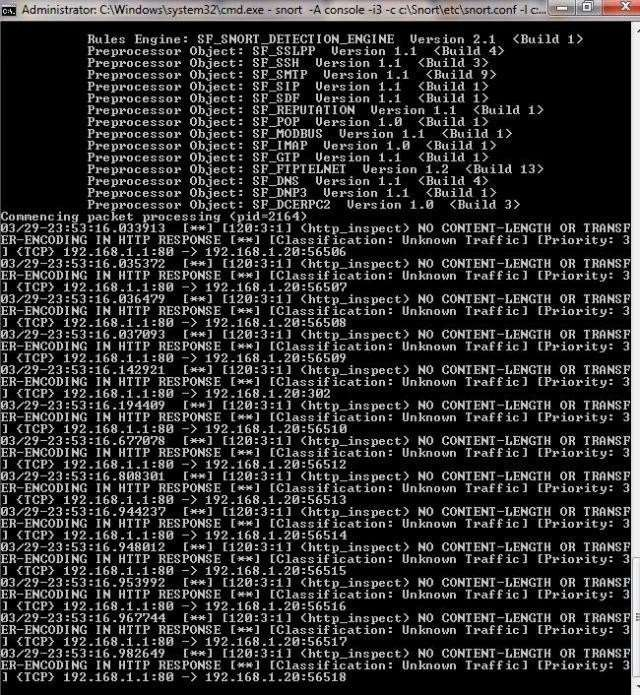 Administrator: C:\Windows\system32\cmd.exe - snort -A console -i3 -c c:\Snort\etc\snort.conf -l c...
Rules Engine: SF_SNORT_DETECTION_ENGINE Version 2.1 <Build 1>
Preprocessor Object: SF_SSLPP Version 1.1 <Build 4>
Preprocessor Object: SF_SSH Version 1.1 <Build 3>
Preprocessor Object: SF_SMTP Version 1.1 <Build 9>
Preprocessor Object: SF_SIP Version 1.1 <Build 1>
Preprocessor Object: SF_SDF Version 1.1 <Build 1>
Preprocessor Object: SF_REPUTATION Version 1.1 <Build 1>
Preprocessor Object: SF_POP Version 1.0 <Build 1>
Preprocessor Object: SF_MODBUS Version 1.1 <Build 1>
Preprocessor Object: SF_IMAP Version 1.0 <Build 1>
Preprocessor Object: SF_GTP Version 1.1 <Build 1>
Preprocessor Object: SF_FTPTELNET Version 1.2 <Build 13>
Preprocessor Object: SF_DNS Version 1.1 <Build 4>
Preprocessor Object: SF_DNP3 Version 1.1 <Build 1>
Preprocessor Object: SF_DCERPC2 Version 1.0 <Build 3>
Commencing packet processing (pid=2164)
03/29-23:53:16.033913 [**] [120:3:1] (http_inspect) NO CONTENT-LENGTH OR TRANSF
ER-ENCODING IN HTTP RESPONSE [**] [Classification: Unknown Traffic] [Priority: 3
] {TCP} 192.168.1.1:80 -> 192.168.1.20:56506
03/29-23:53:16.035372 [**] [120:3:1] (http_inspect) NO CONTENT-LENGTH OR TRANSF
ER-ENCODING IN HTTP RESPONSE [**] [Classification: Unknown Traffic] [Priority: 3
] {TCP} 192.168.1.1:80 -> 192.168.1.20:56507
03/29-23:53:16.036479 [**] [120:3:1] (http_inspect) NO CONTENT-LENGTH OR TRANSF
ER-ENCODING IN HTTP RESPONSE [**] [Classification: Unknown Traffic] [Priority: 3
] {TCP} 192.168.1.1:80 -> 192.168.1.20:56508
03/29-23:53:16.037093 [**] [120:3:1] (http_inspect) NO CONTENT-LENGTH OR TRANSF
ER-ENCODING IN HTTP RESPONSE [**] [Classification: Unknown Traffic] [Priority: 3
] {TCP} 192.168.1.1:80 -> 192.168.1.20:56509
03/29-23:53:16.142921 [**] [120:3:1] (http_inspect) NO CONTENT-LENGTH OR TRANSF
ER-ENCODING IN HTTP RESPONSE [**] [Classification: Unknown Traffic] [Priority: 3
] {TCP} 192.168.1.1:80 -> 192.168.1.20:302
03/29-23:53:16.194409 [**] [120:3:1] (http_inspect) NO CONTENT-LENGTH OR TRANSF
ER-ENCODING IN HTTP RESPONSE [**] [Classification: Unknown Traffic] [Priority: 3
] {TCP} 192.168.1.1:80 -> 192.168.1.20:56510
03/29-23:53:16.677078 [**] [120:3:1] (http_inspect) NO CONTENT-LENGTH OR TRANSF
ER-ENCODING IN HTTP RESPONSE [**] [Classification: Unknown Traffic] [Priority: 3
] {TCP} 192.168.1.1:80 -> 192.168.1.20:56512
03/29-23:53:16.808301 [**] [120:3:1] (http_inspect) NO CONTENT-LENGTH OR TRANSF
ER-ENCODING IN HTTP RESPONSE [**] [Classification: Unknown Traffic] [Priority: 3
] {TCP} 192.168.1.1:80 -> 192.168.1.20:56513
03/29-23:53:16.944237 [**] [120:3:1] (http_inspect) NO CONTENT-LENGTH OR TRANSF
ER-ENCODING IN HTTP RESPONSE [**] [Classification: Unknown Traffic] [Priority: 3
] {TCP} 192.168.1.1:80 -> 192.168.1.20:56514
03/29-23:53:16.948012 [**] [120:3:1] (http_inspect) NO CONTENT-LENGTH OR TRANSF
ER-ENCODING IN HTTP RESPONSE [**] [Classification: Unknown Traffic] [Priority: 3
] {TCP} 192.168.1.1:80 -> 192.168.1.20:56515
03/29-23:53:16.953992 [**] [120:3:1] (http_inspect) NO CONTENT-LENGTH OR TRANSF
ER-ENCODING IN HTTP RESPONSE [**] [Classification: Unknown Traffic] [Priority: 3
] {TCP} 192.168.1.1:80 -> 192.168.1.20:56516
03/29-23:53:16.967744 [**] [120:3:1] (http_inspect) NO CONTENT-LENGTH OR TRANSF
ER-ENCODING IN HTTP RESPONSE [**] [Classification: Unknown Traffic] [Priority: 3
] {TCP} 192.168.1.1:80 -> 192.168.1.20:56517
03/29-23:53:16.982649 [**] [120:3:1] (http_inspect) NO CONTENT-LENGTH OR TRANSF
ER-ENCODING IN HTTP RESPONSE [**] [Classification: Unknown Traffic] [Priority: 3
] {TCP} 192.168.1.1:80 -> 192.168.1.20:56518